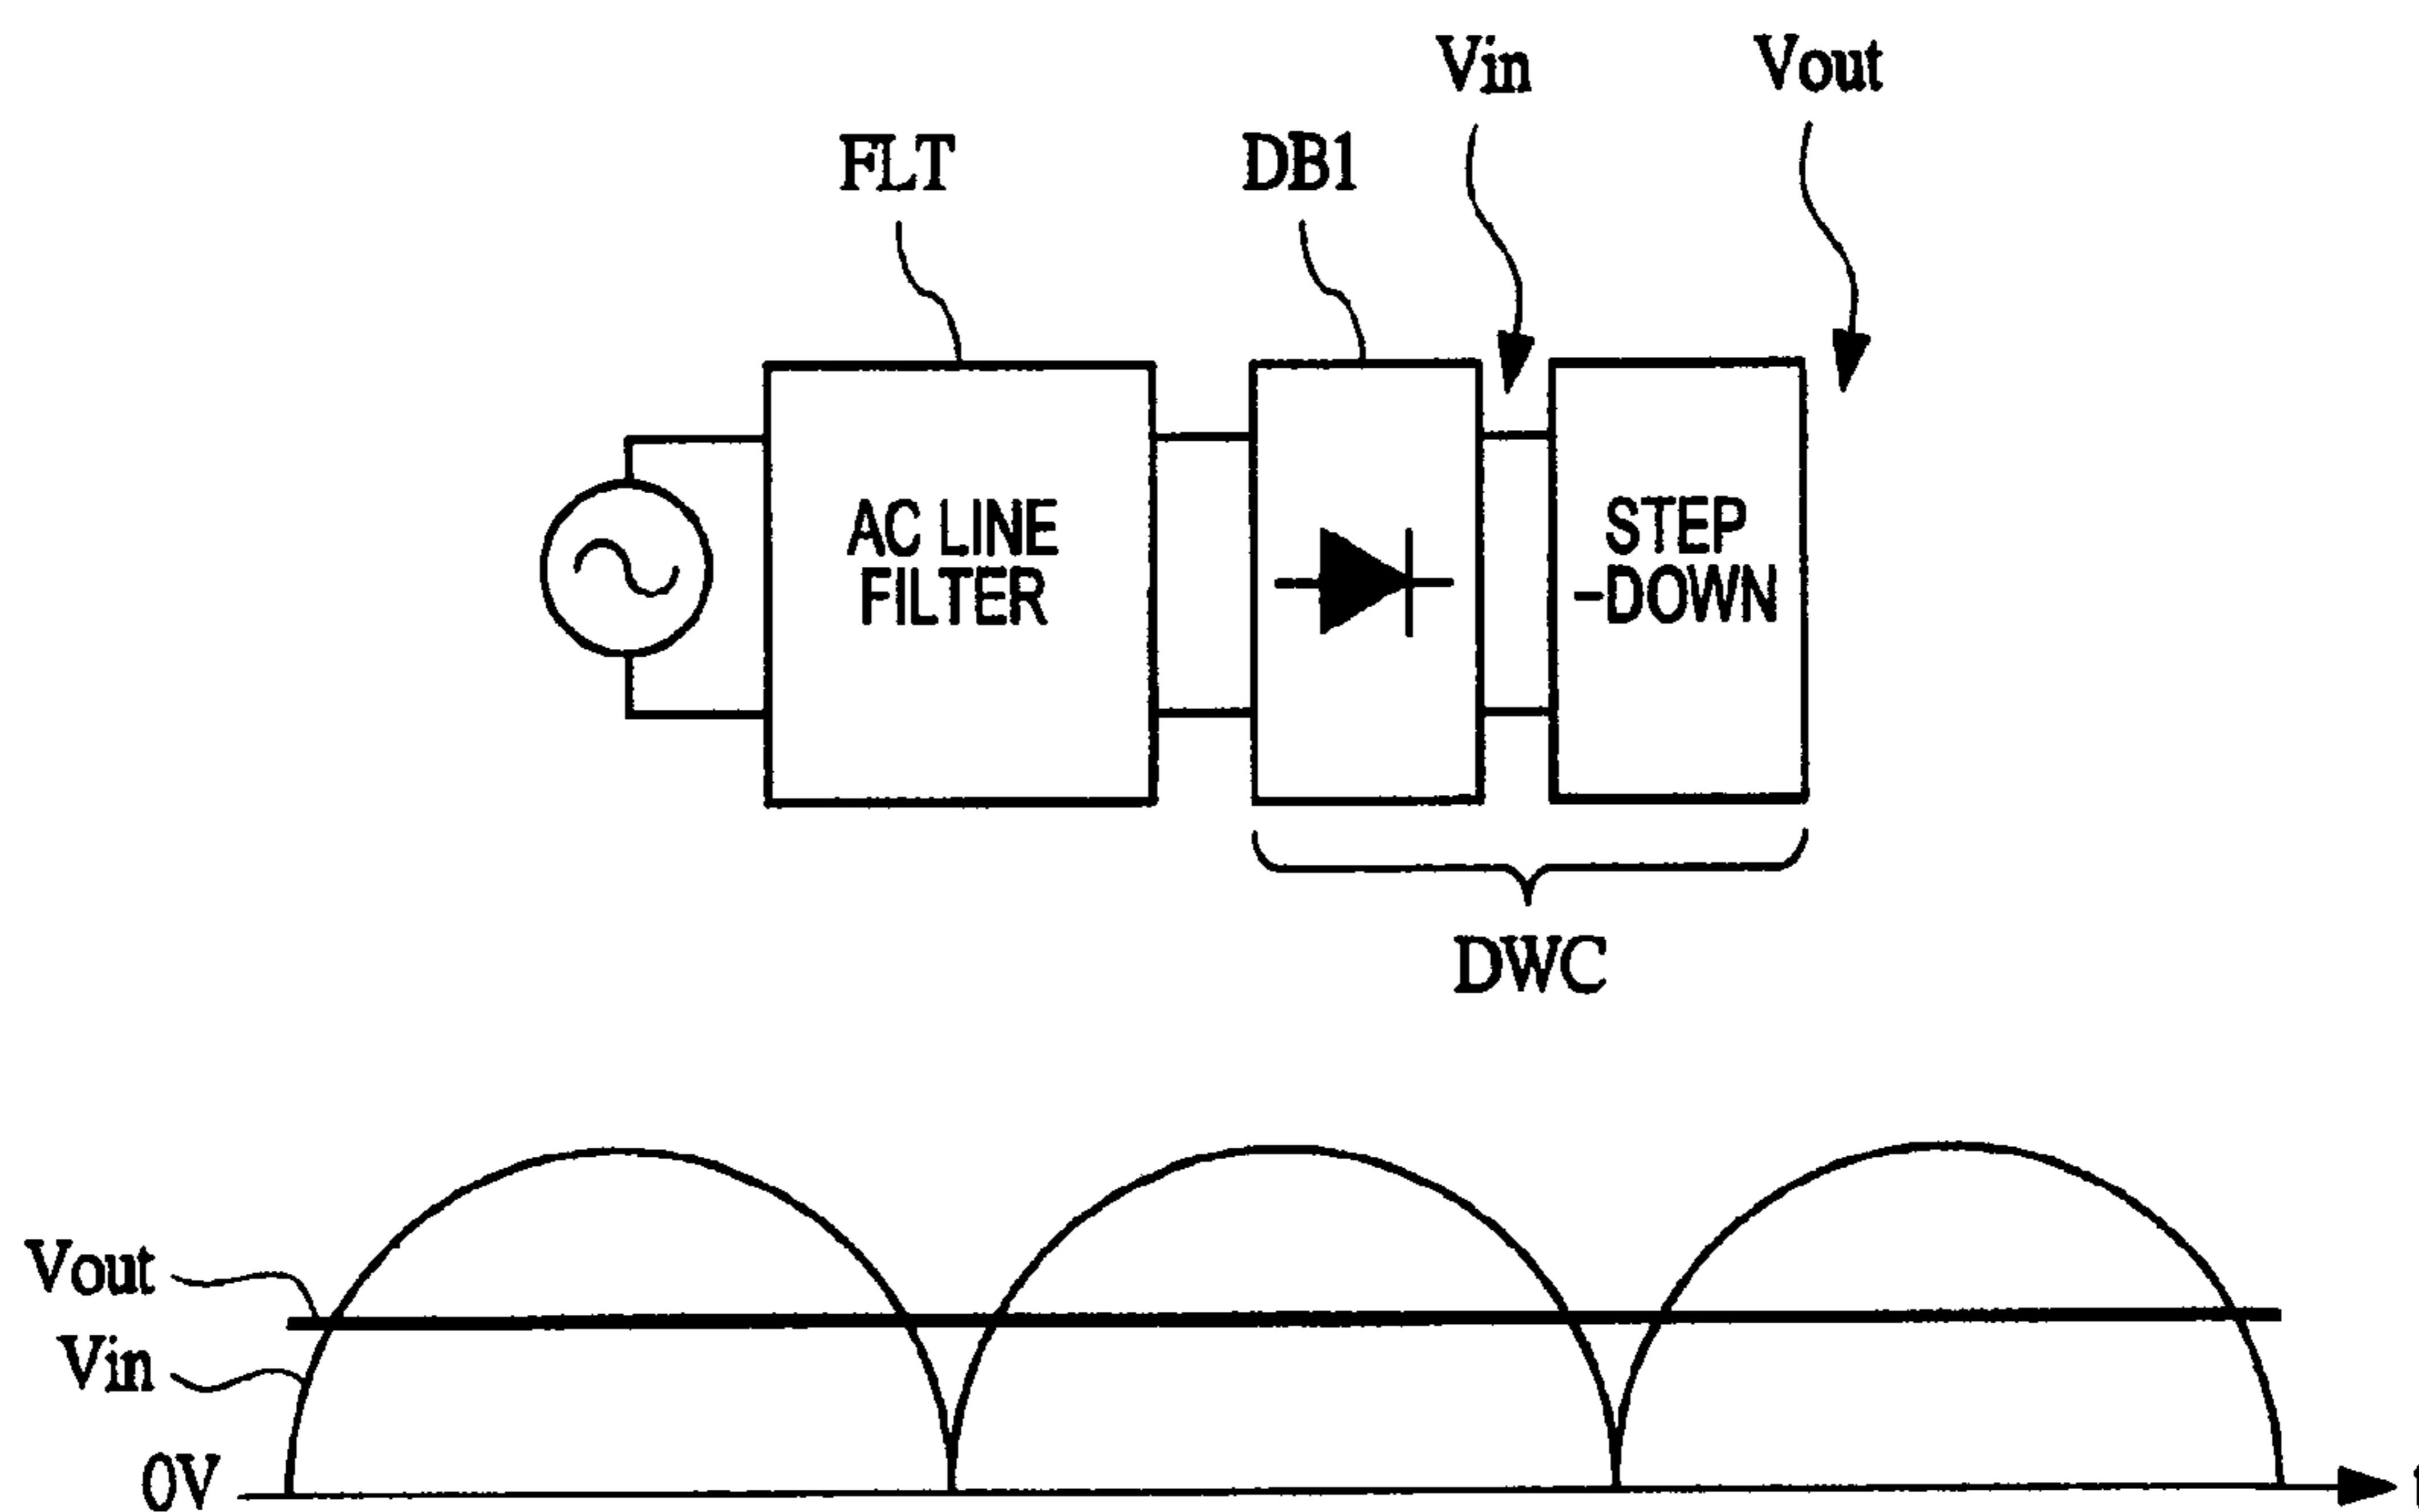 Vin
Vout
FLT
DB1
AC LINE
FILTER
STEP
-DOWN
DWC
Vout
Vin
0V